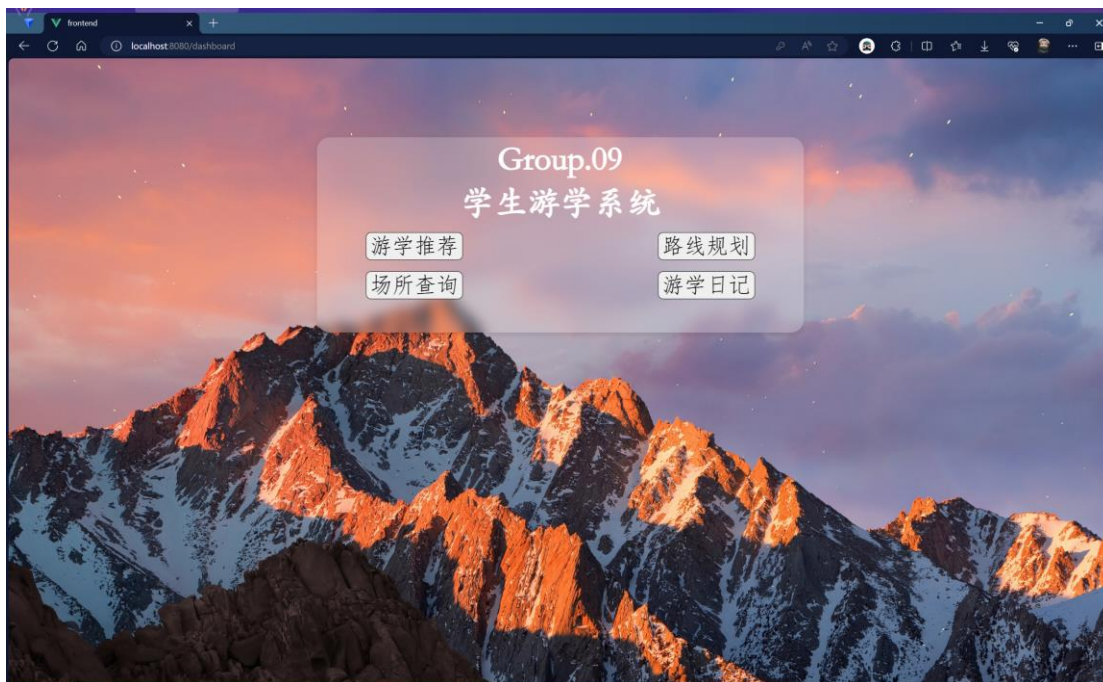 frontend
localhost:8080/dashboard
Group.09
学生游学系统
游学推荐 路线规划
场所查询 游学日记